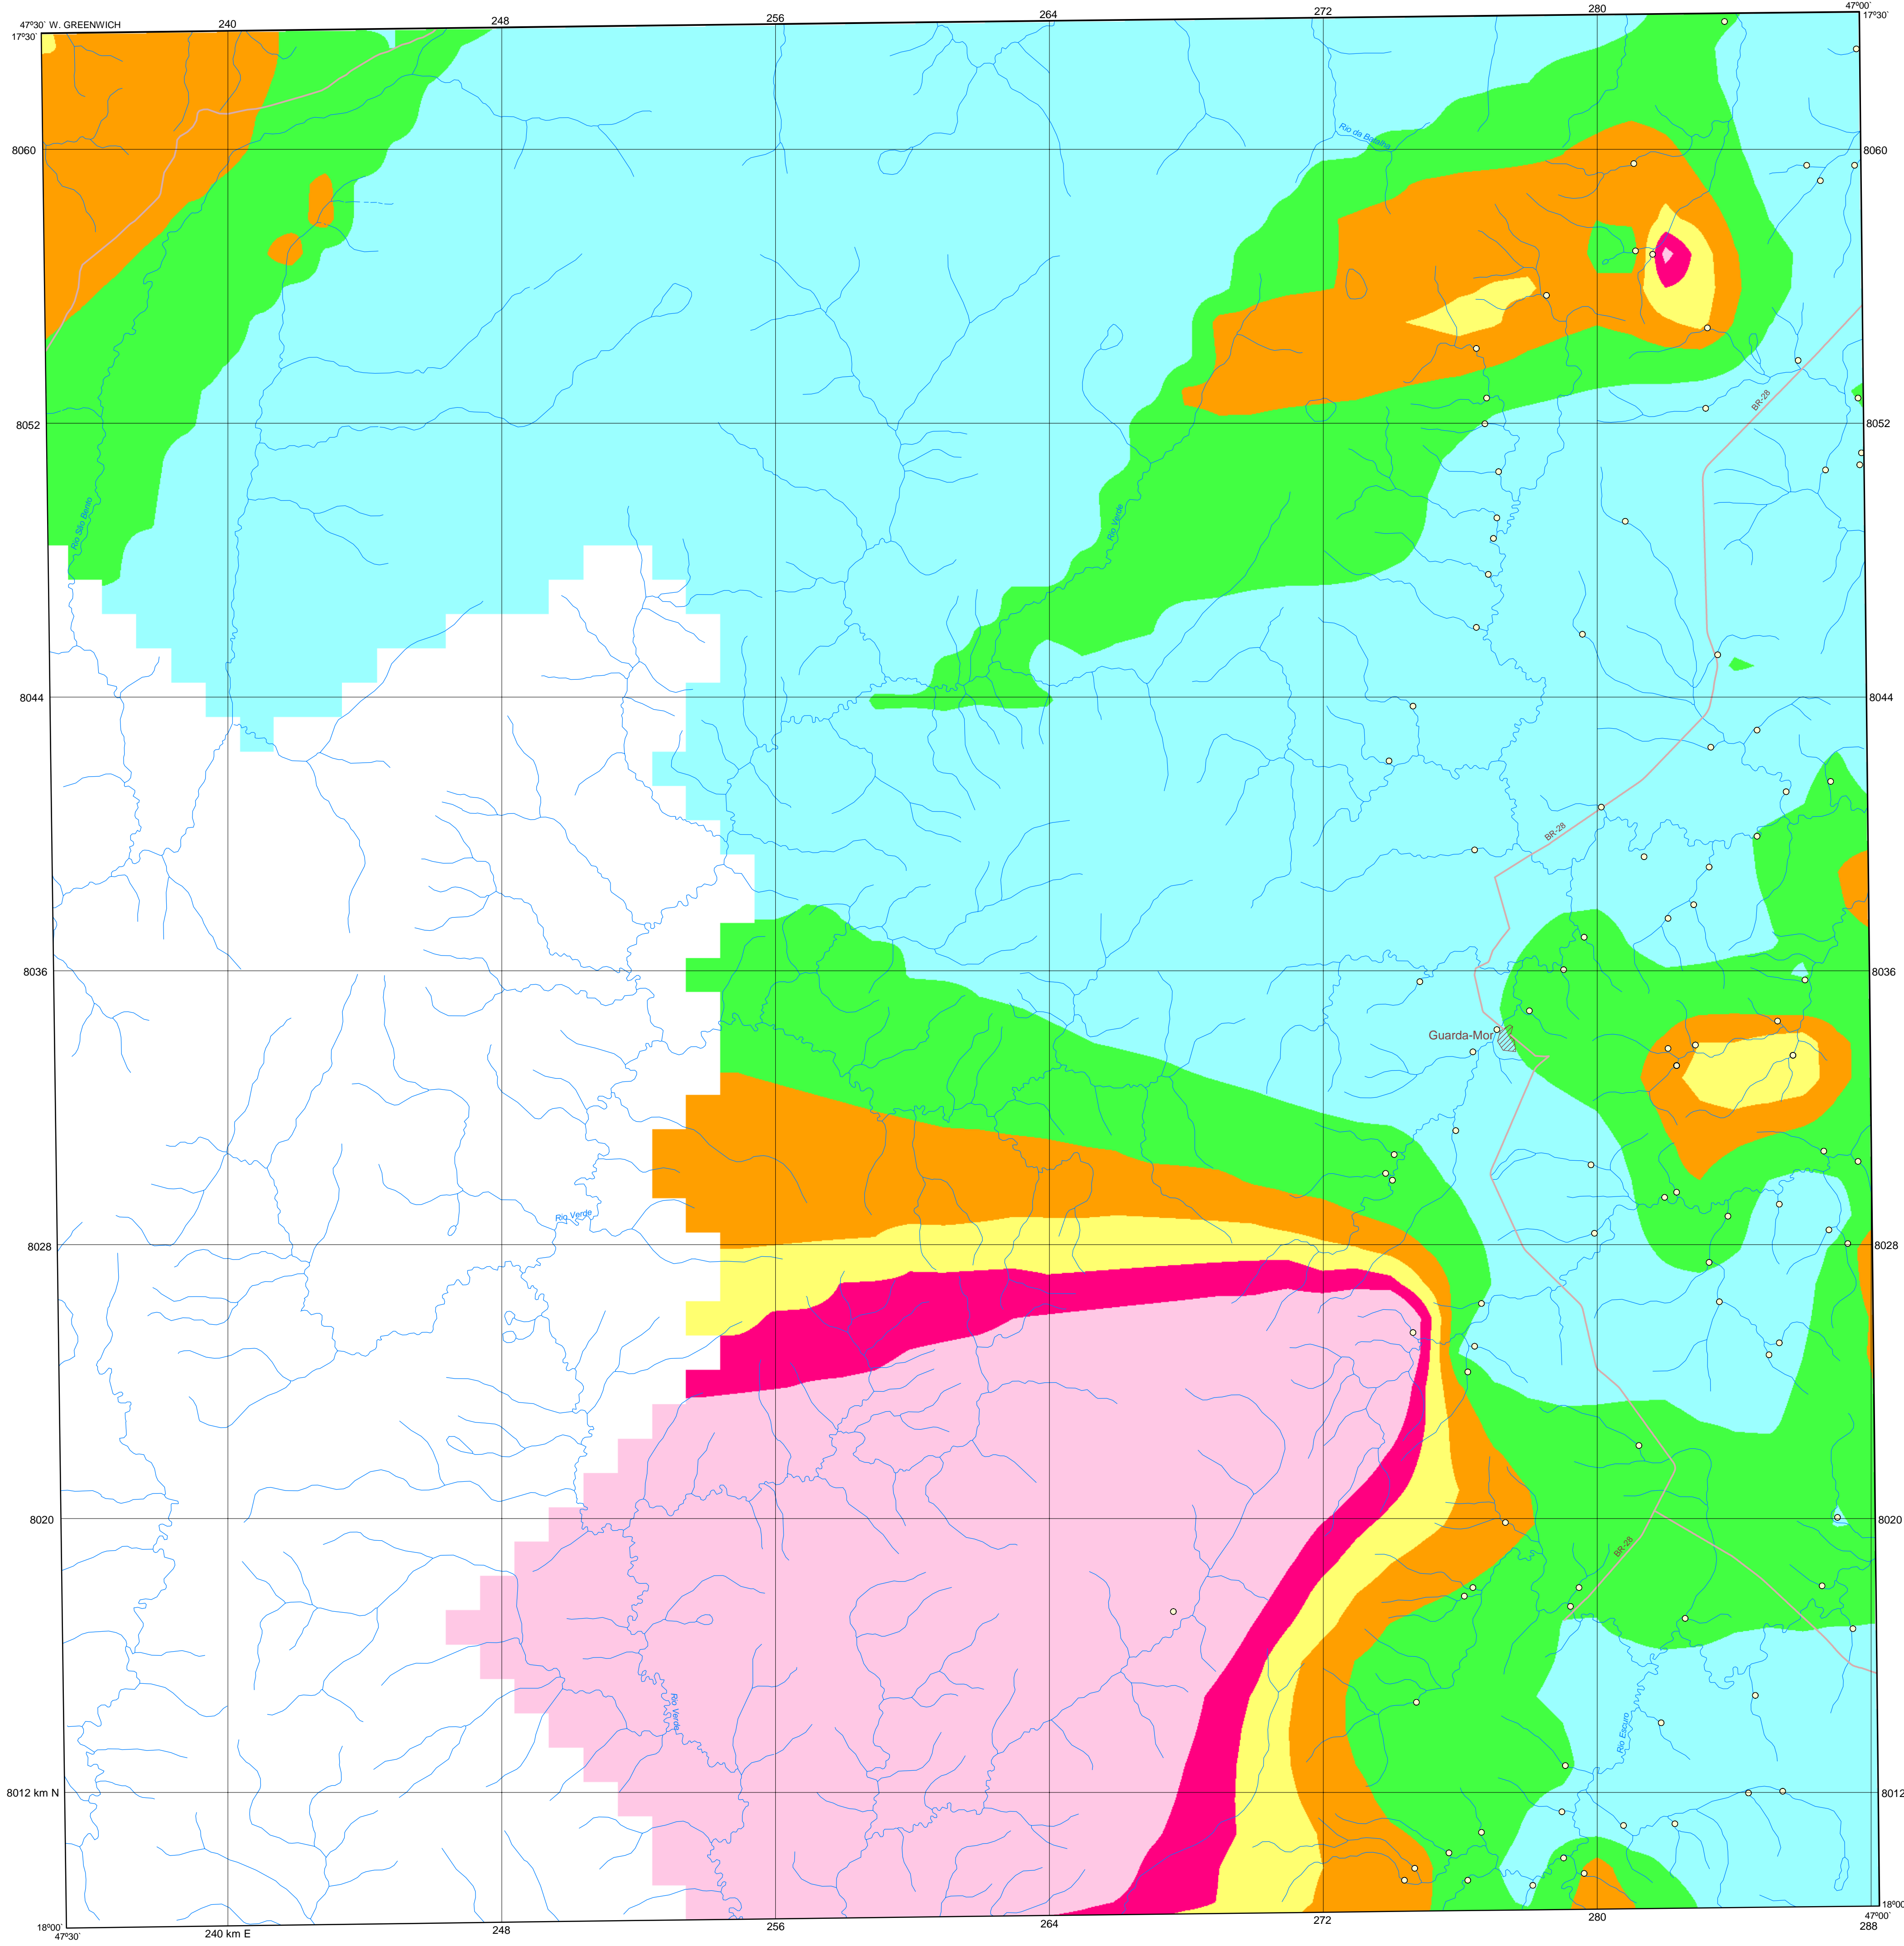 47º30` W. GREENWICH
240
248
256
264
272
280
47º00`
17º30`
17º30`
8060
8060
Rio da Batalha
BR-28
8052
8052
Rio São Bento
Rio Verde
8044
8044
BR-28
8036
8036
Guarda-Mor
Rio Verde
8028
8028
8020
8020
BR-28
Rio Verde
Rio Escuro
8012 km N
8012
18º00`
18º00`
47º30`
240 km E
248
256
264
272
280
288
47º00`